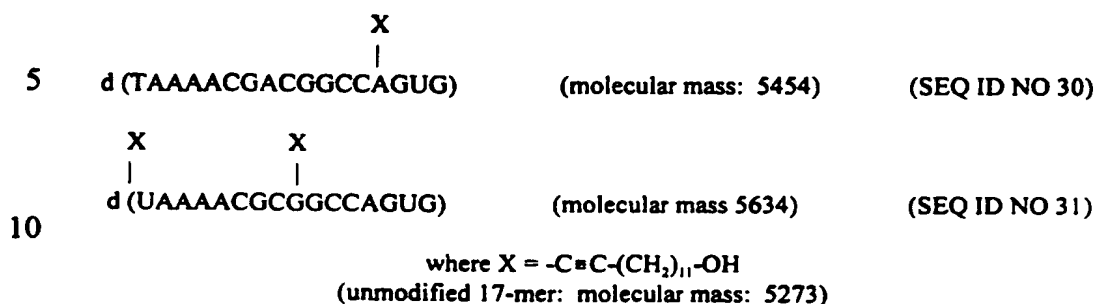 X
|
5 d (TAAAACGACGGCCAGUG) (molecular mass: 5454) (SEQ ID NO 30)
X X
| |
d (UAAAACGCGGCCAGUG) (molecular mass 5634) (SEQ ID NO 31)
10
where X = -C≡C-(CH₂)₁₁-OH
(unmodified 17-mer: molecular mass: 5273)